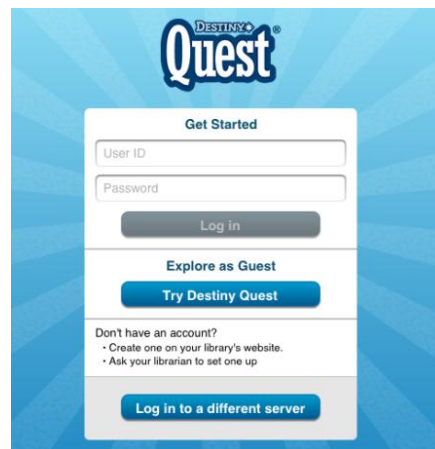 DESTINY
Quest®
Get Started
User ID
Password
Log in
Explore as Guest
Try Destiny Quest
Don't have an account?
• Create one on your library's website.
• Ask your librarian to set one up
Log in to a different server